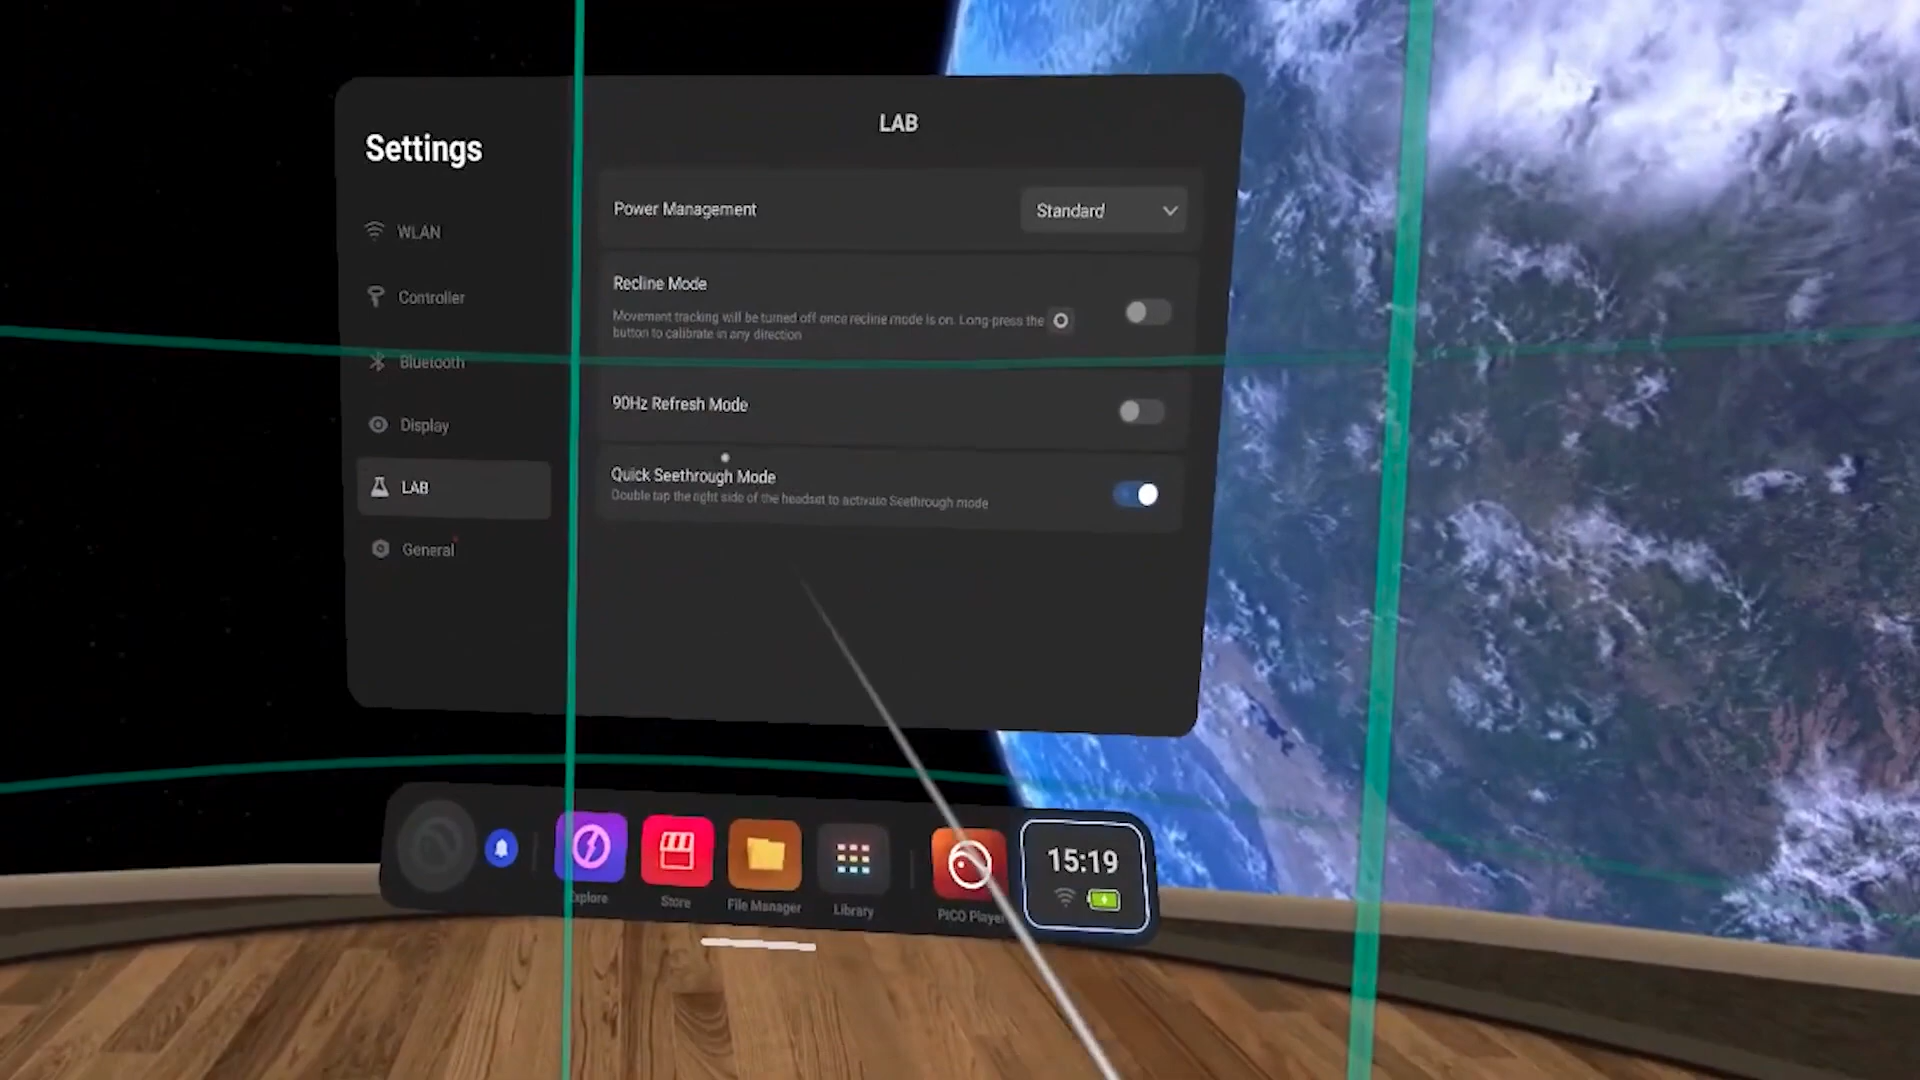 LAB
Settings
Power Management
Standard
WLAN
Recline Mode
Controller
Movement tracking will be turned off once recline mode is on. Long-press the
button to calibrate in any direction
Bluetooth
90Hz Refresh Mode
Display
Quick Seethrough Mode
Double tap the right side of the headset to activate Seethrough mode
LAB
General
15:19
Explore
Store
File Manager
Library
PICO Player